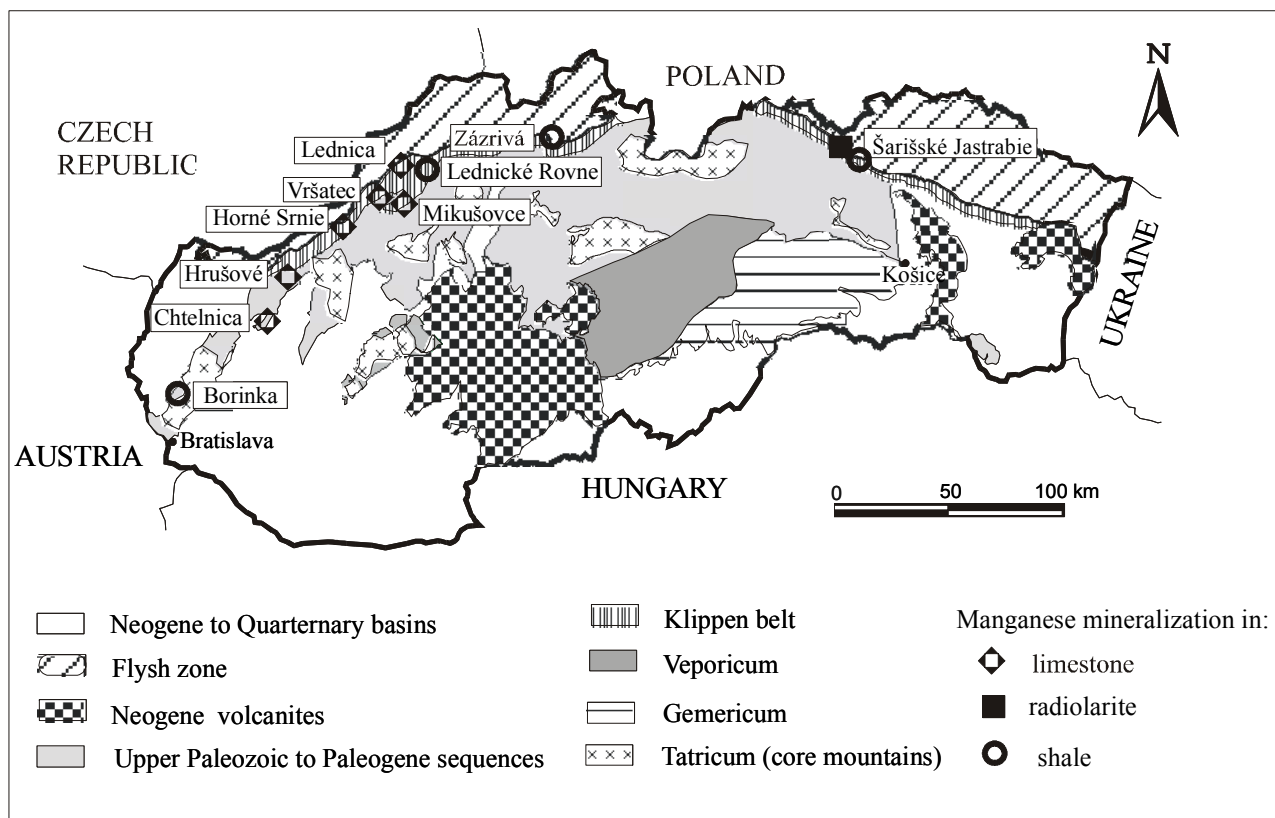 N
POLAND
CZECH
REPUBLIC
Zázrivá
Lednica
Šarišské Jastrabie
Lednické Rovne
Vršatec
Mikušovce
Horné Srnie
Hrušové
Košice
UKRAINE
Chtelnica
Borinka
Bratislava
AUSTRIA
HUNGARY
0 50 100 km
Neogene to Quarternary basins
Flysh zone
Neogene volcanites
Upper Paleozoic to Paleogene sequences
Klippen belt
Veporicum
Gemericum
Tatricum (core mountains)
Manganese mineralization in:
limestone
radiolarite
shale